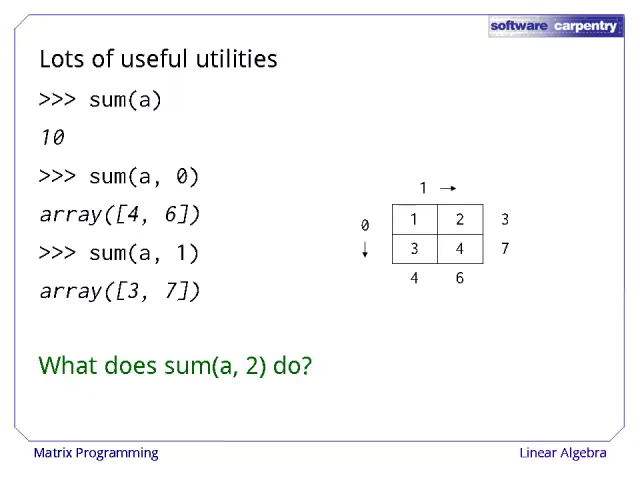 software carpentry
Lots of useful utilities
>>> sum(a)
10
>>> sum(a, 0)
array([4, 6])
>>> sum(a, 1)
array([3, 7])
1 →
0 1 2 3
↓ 3 4 7
4 6
What does sum(a, 2) do?
Matrix Programming
Linear Algebra